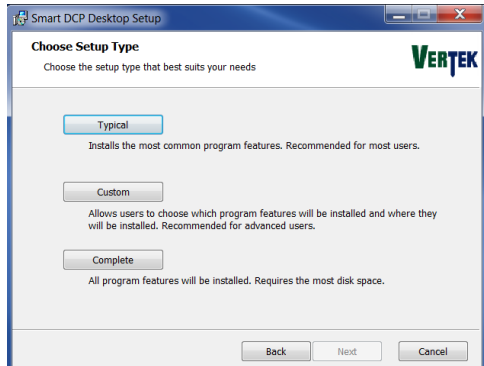 Smart DCP Desktop Setup
Choose Setup Type
Choose the setup type that best suits your needs
VERTEK
Typical
Installs the most common program features. Recommended for most users.
Custom
Allows users to choose which program features will be installed and where they
will be installed. Recommended for advanced users.
Complete
All program features will be installed. Requires the most disk space.
Back
Next
Cancel